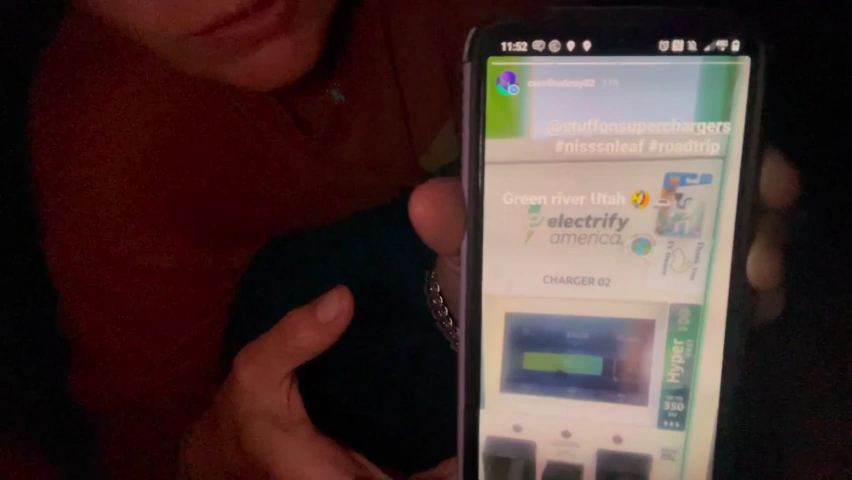 11:52
@stuffonsuperchargers
#nisssnleaf #roadtrip
Green river Utah 🤣
electrify
america
CHARGER 02
Hyper
350